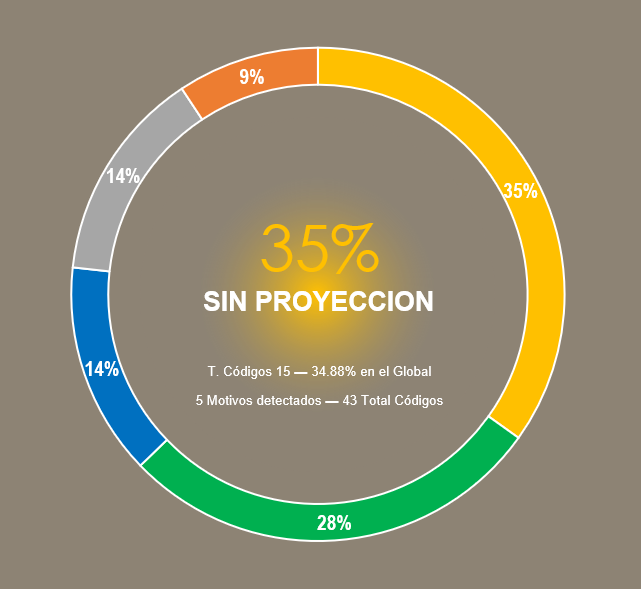 9%
35%
14%
35%
SIN PROYECCION
14%
T. Códigos 15 — 34.88% en el Global
5 Motivos detectados — 43 Total Códigos
28%